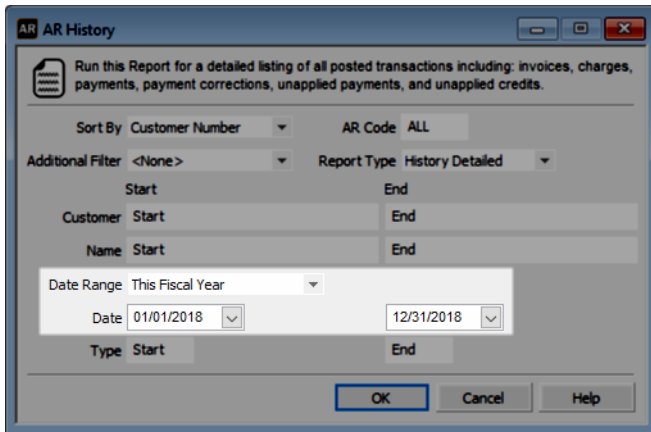 AR AR History
Run this Report for a detailed listing of all posted transactions including: invoices, charges,
payments, payment corrections, unapplied payments, and unapplied credits.
Sort By Customer Number AR Code ALL
Additional Filter <None> Report Type History Detailed
Start End
Customer Start End
Name Start End
Date Range This Fiscal Year
Date 01/01/2018 12/31/2018
Type Start End
OK Cancel Help